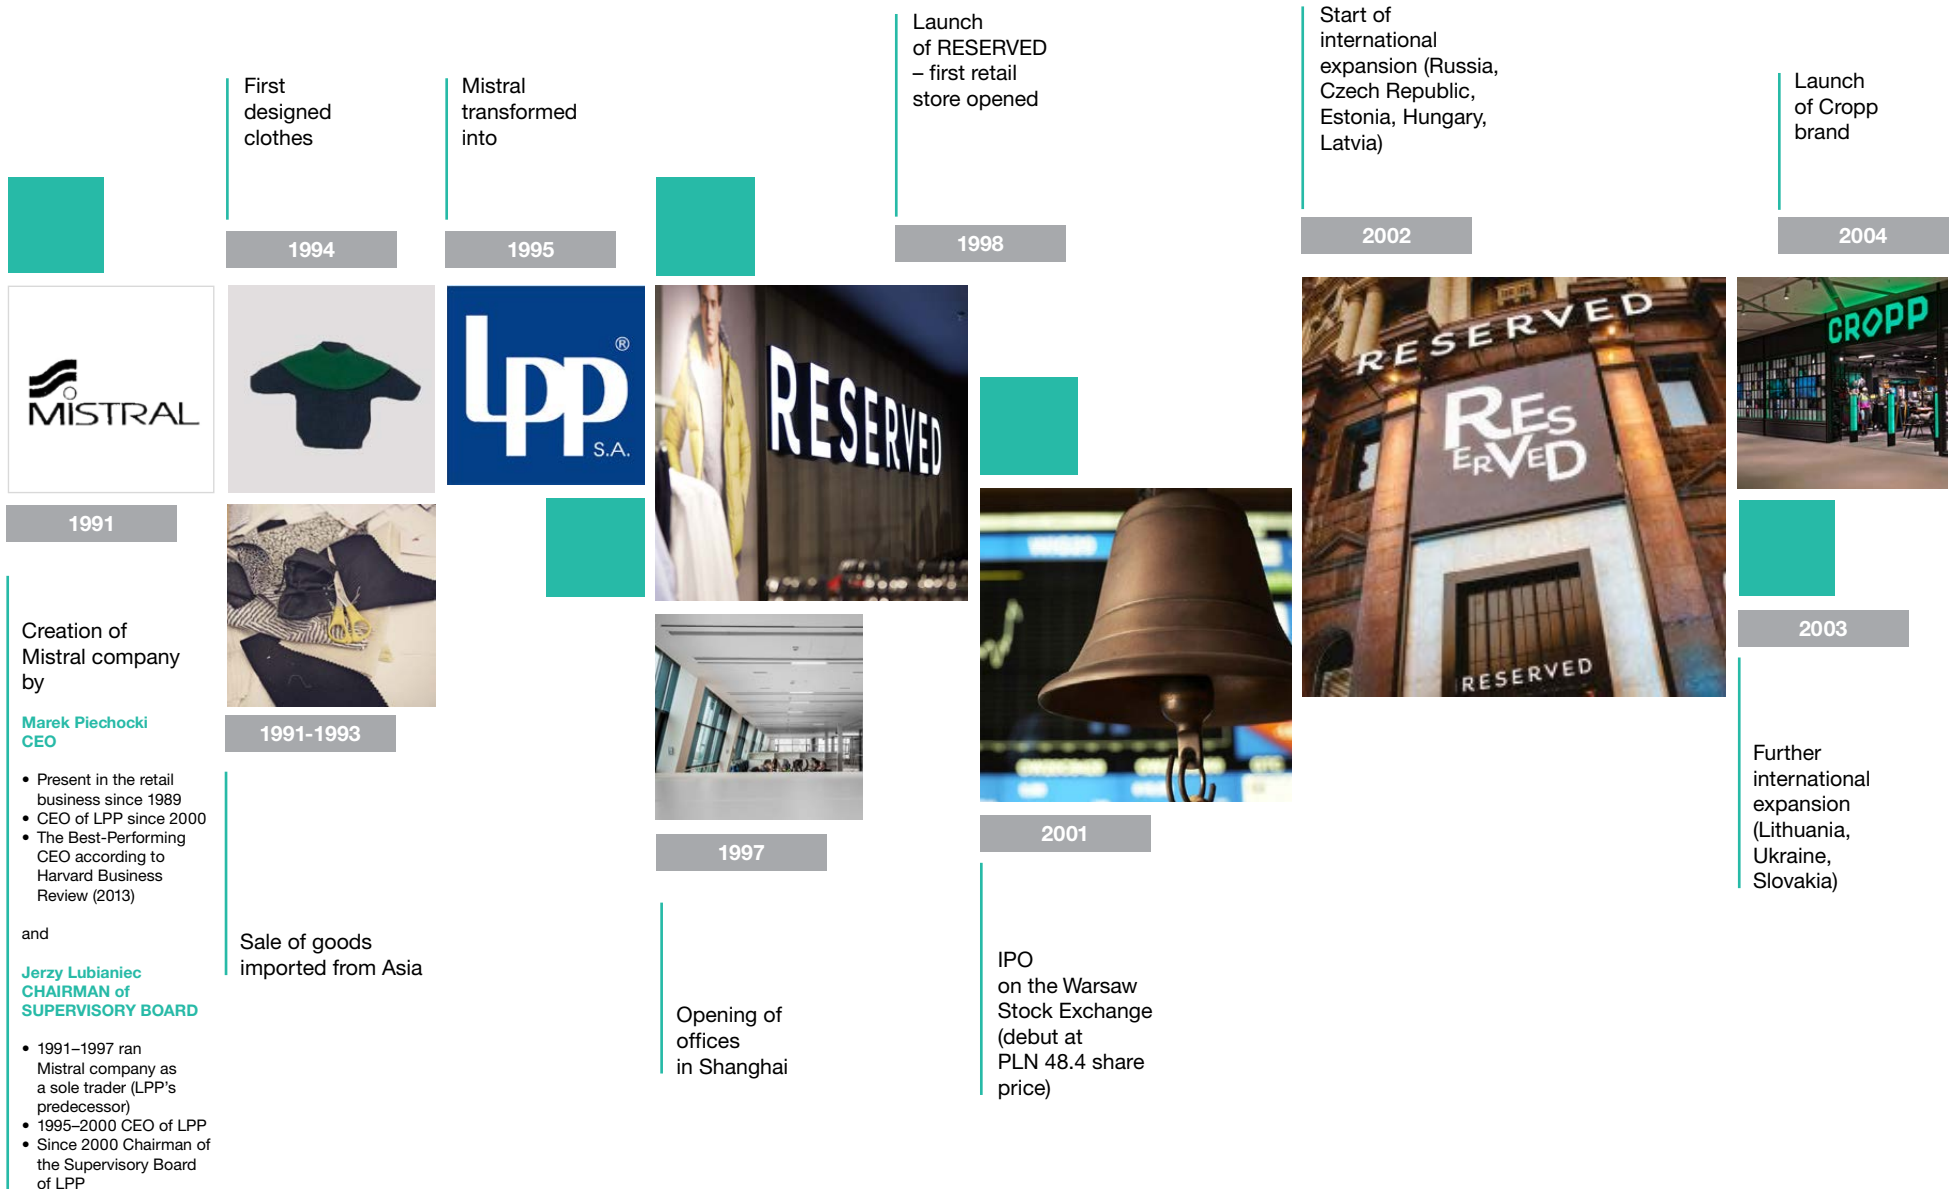 1991
MISTRAL
Creation of
Mistral company
by
Marek Piechocki
CEO
• Present in the retail
business since 1989
• CEO of LPP since 2000
• The Best-Performing
CEO according to
Harvard Business
Review (2013)
and
Jerzy Lubianiec
CHAIRMAN of
SUPERVISORY BOARD
• 1991–1997 ran
Mistral company as
a sole trader (LPP's
predecessor)
• 1995–2000 CEO of LPP
• Since 2000 Chairman of
the Supervisory Board
of LPP
1991-1993
Sale of goods
imported from Asia
First
designed
clothes
1994
Mistral
transformed
into
1995
LPP®
S.A.
1997
Opening of
offices
in Shanghai
Launch
of RESERVED
– first retail
store opened
1998
RESERVED
WIG20
2001
IPO
on the Warsaw
Stock Exchange
(debut at
PLN 48.4 share
price)
Start of
international
expansion (Russia,
Czech Republic,
Estonia, Hungary,
Latvia)
2002
RESERVED
RES
ERVED
RESERVED
2003
Further
international
expansion
(Lithuania,
Ukraine,
Slovakia)
Launch
of Cropp
brand
2004
CROPP